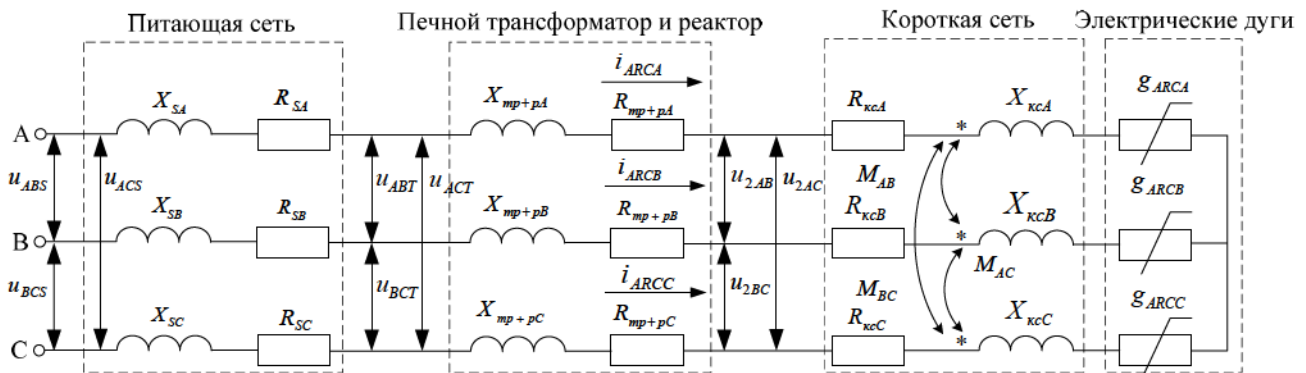 Питающая сеть
Печной трансформатор и реактор
Короткая сеть
Электрические дуги
A
X_SA
R_SA
X_тр+рA
i_ARCA
R_тр+рA
R_ксA
*
X_ксA
g_ARCA
u_ABS
u_ACS
u_ABT
u_ACT
u_2AB
u_2AC
i_ARCB
M_AB
g_ARCB
B
X_SB
R_SB
X_тр+рB
R_тр+рB
R_ксB
*
X_ксB
u_BCS
u_BCT
u_2BC
i_ARCC
M_BC
M_AC
g_ARCC
C
X_SC
R_SC
X_тр+рC
R_тр+рC
R_ксC
*
X_ксC